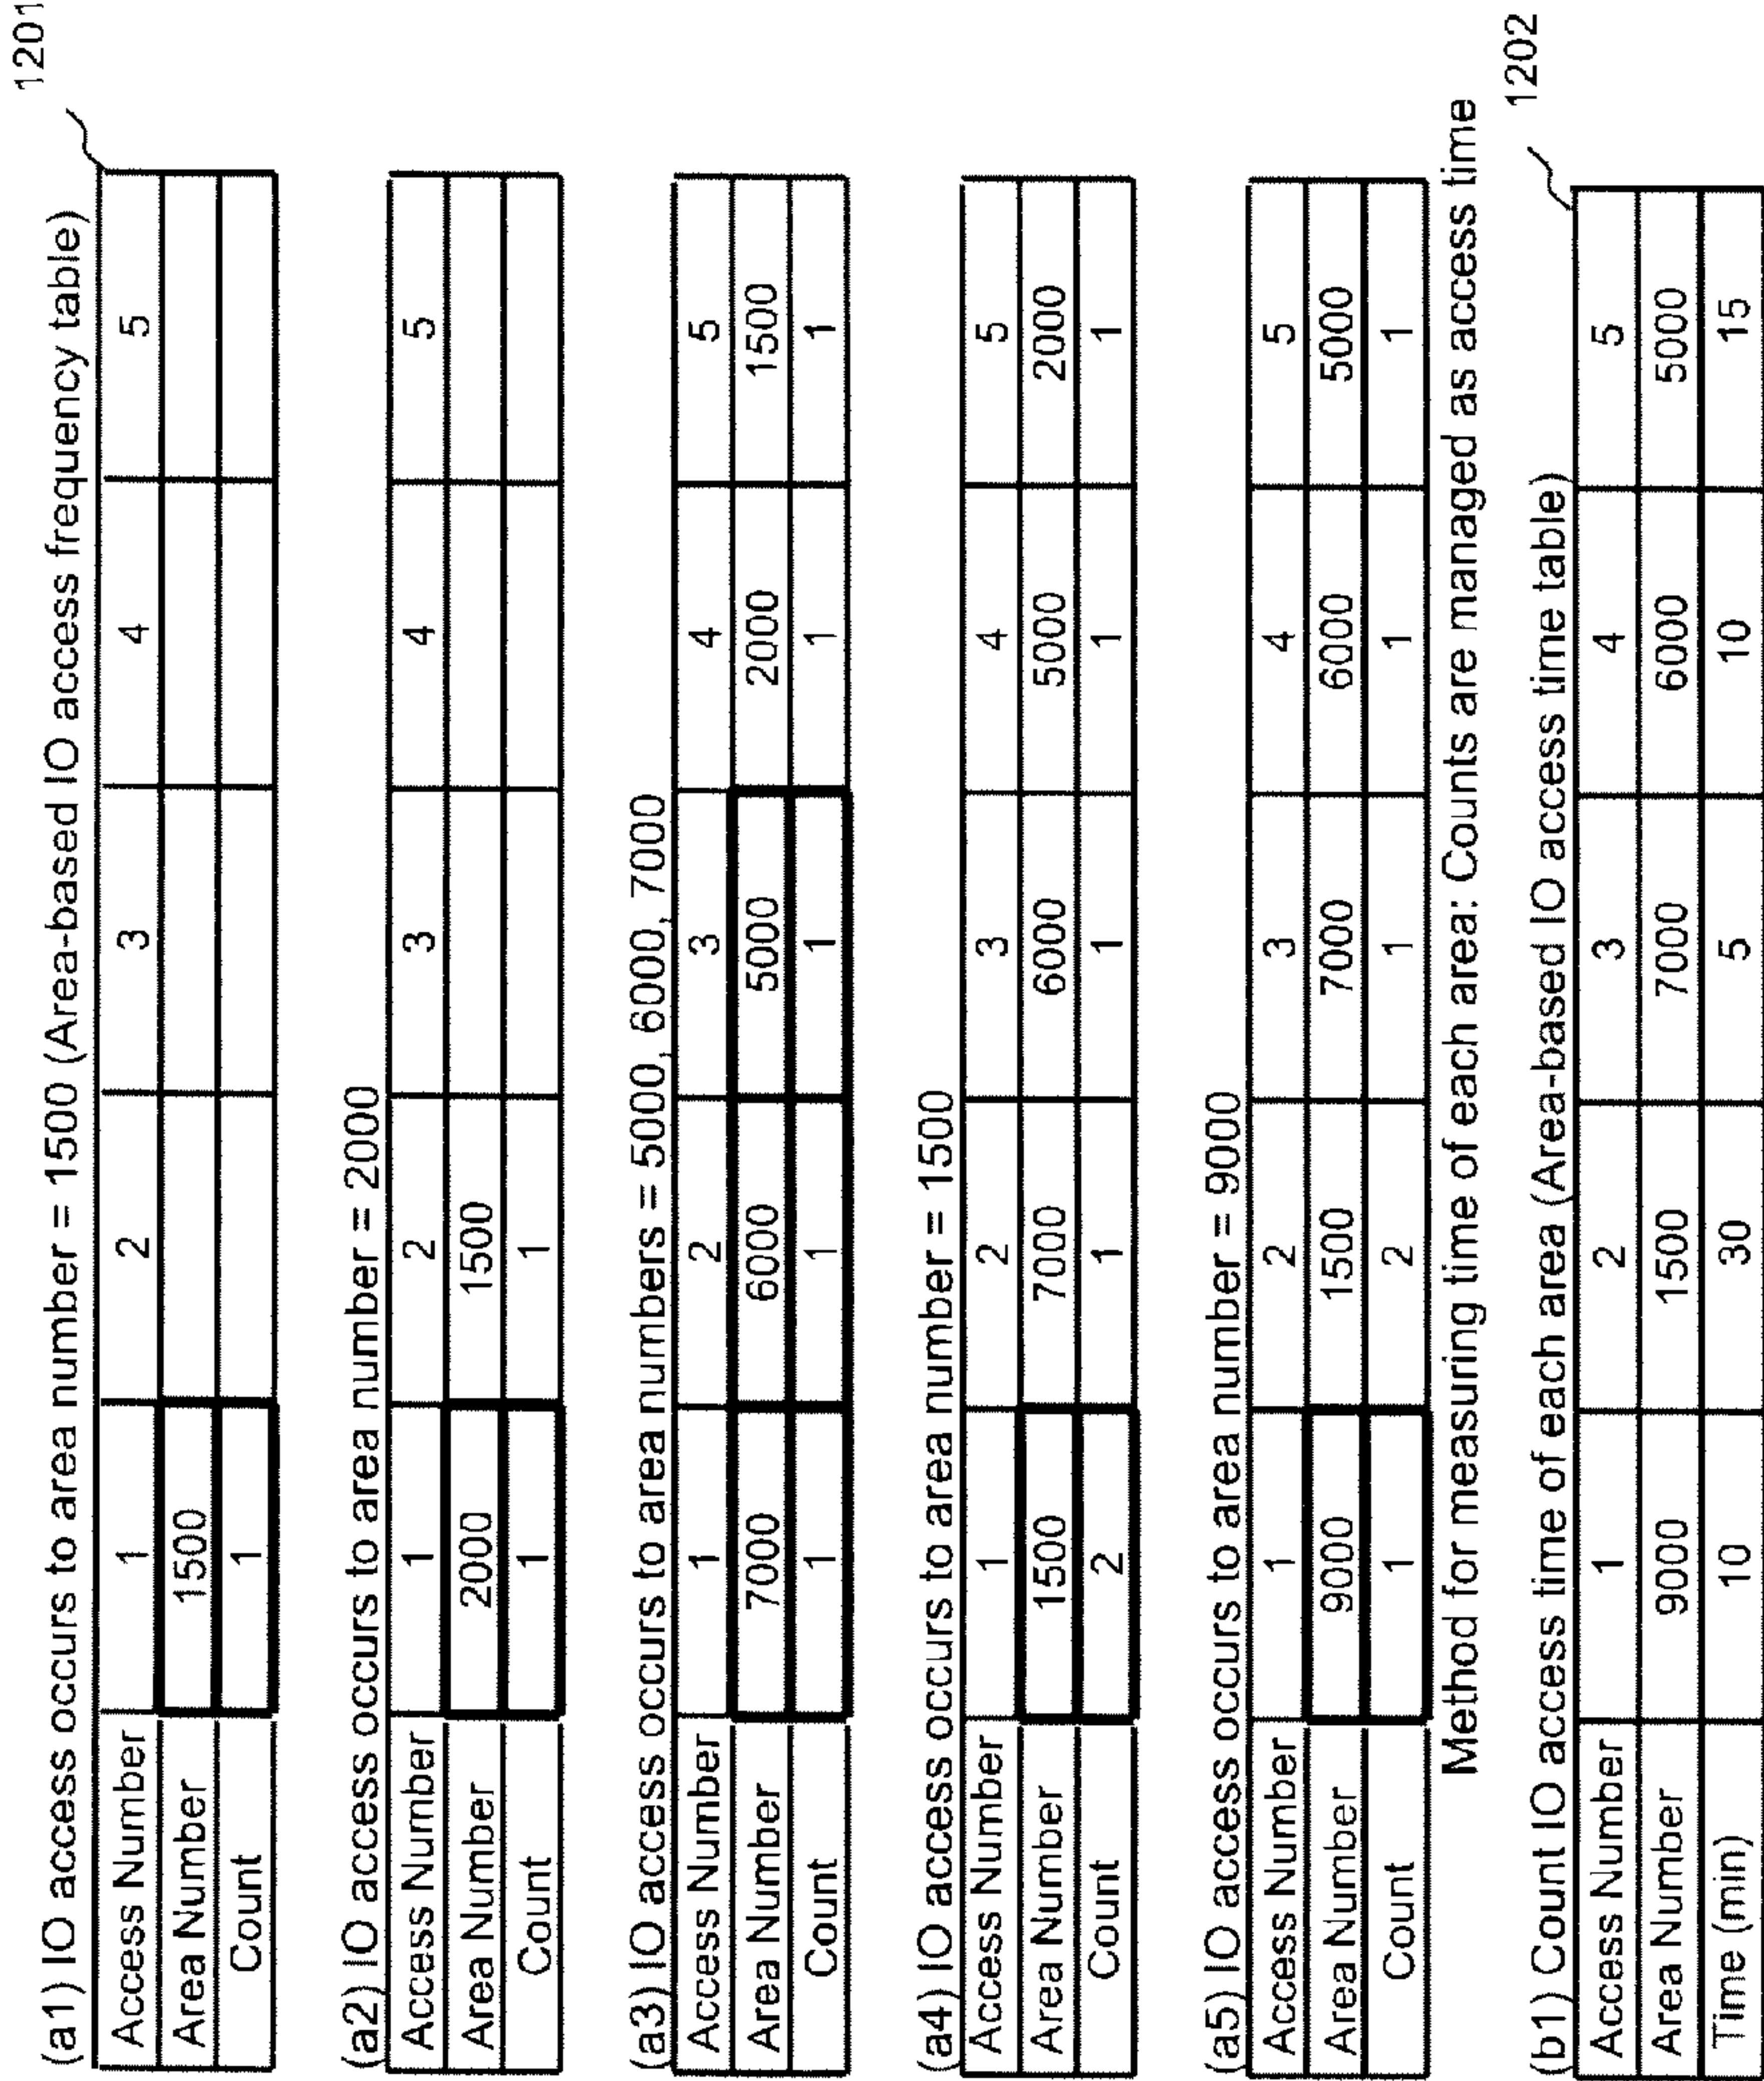 1201
(a1) IO access occurs to area number = 1500 (Area-based IO access frequency table)
Access Number 1 2 3 4 5
Area Number 1500
Count 1
(a2) IO access occurs to area number = 2000
Access Number 1 2 3 4 5
Area Number 2000 1500
Count 1 1
(a3) IO access occurs to area numbers = 5000, 6000, 7000
Access Number 1 2 3 4 5
Area Number 7000 6000 5000 2000 1500
Count 1 1 1 1 1
(a4) IO access occurs to area number = 1500
Access Number 1 2 3 4 5
Area Number 1500 7000 6000 5000 2000
Count 2 1 1 1 1
(a5) IO access occurs to area number = 9000
Access Number 1 2 3 4 5
Area Number 9000 1500 7000 6000 5000
Count 1 2 1 1 1
Method for measuring time of each area: Counts are managed as access time
1202
(b1) Count IO access time of each area (Area-based IO access time table)
Access Number 1 2 3 4 5
Area Number 9000 1500 7000 6000 5000
Time (min) 10 30 5 10 15